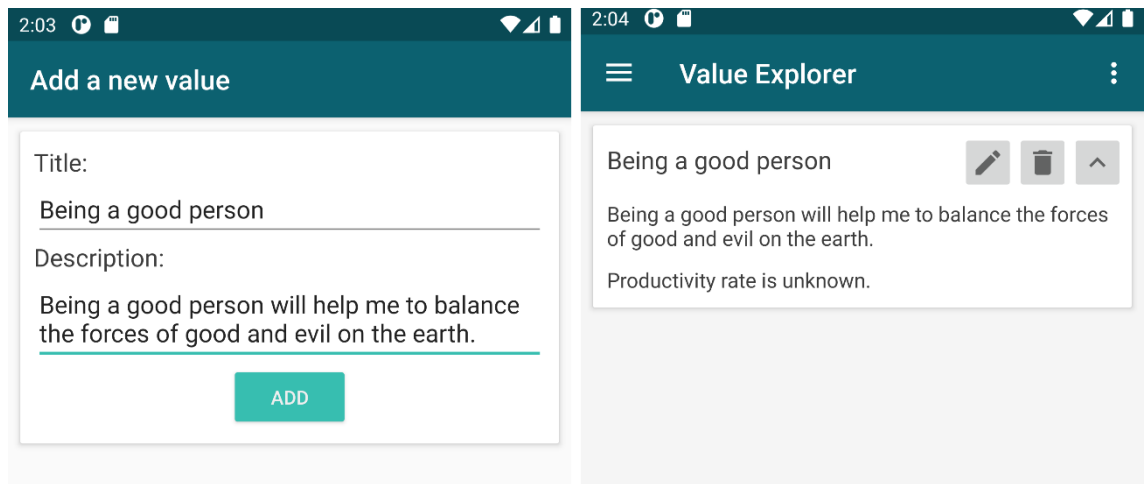 2:03
Add a new value
Title:
Being a good person
Description:
Being a good person will help me to balance
the forces of good and evil on the earth.
ADD
2:04
Value Explorer
Being a good person
Being a good person will help me to balance the forces
of good and evil on the earth.
Productivity rate is unknown.